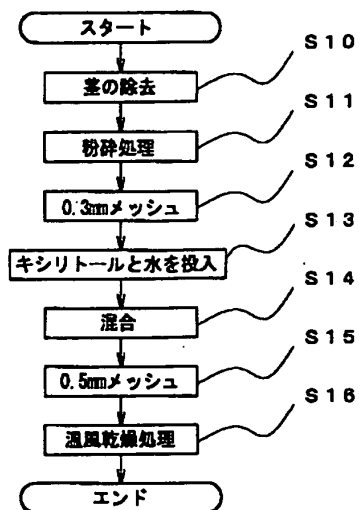 スタート
S10
茎の除去
S11
粉砕処理
S12
0.3mmメッシュ
S13
キシリトールと水を投入
S14
混合
S15
0.5mmメッシュ
S16
温風乾燥処理
エンド